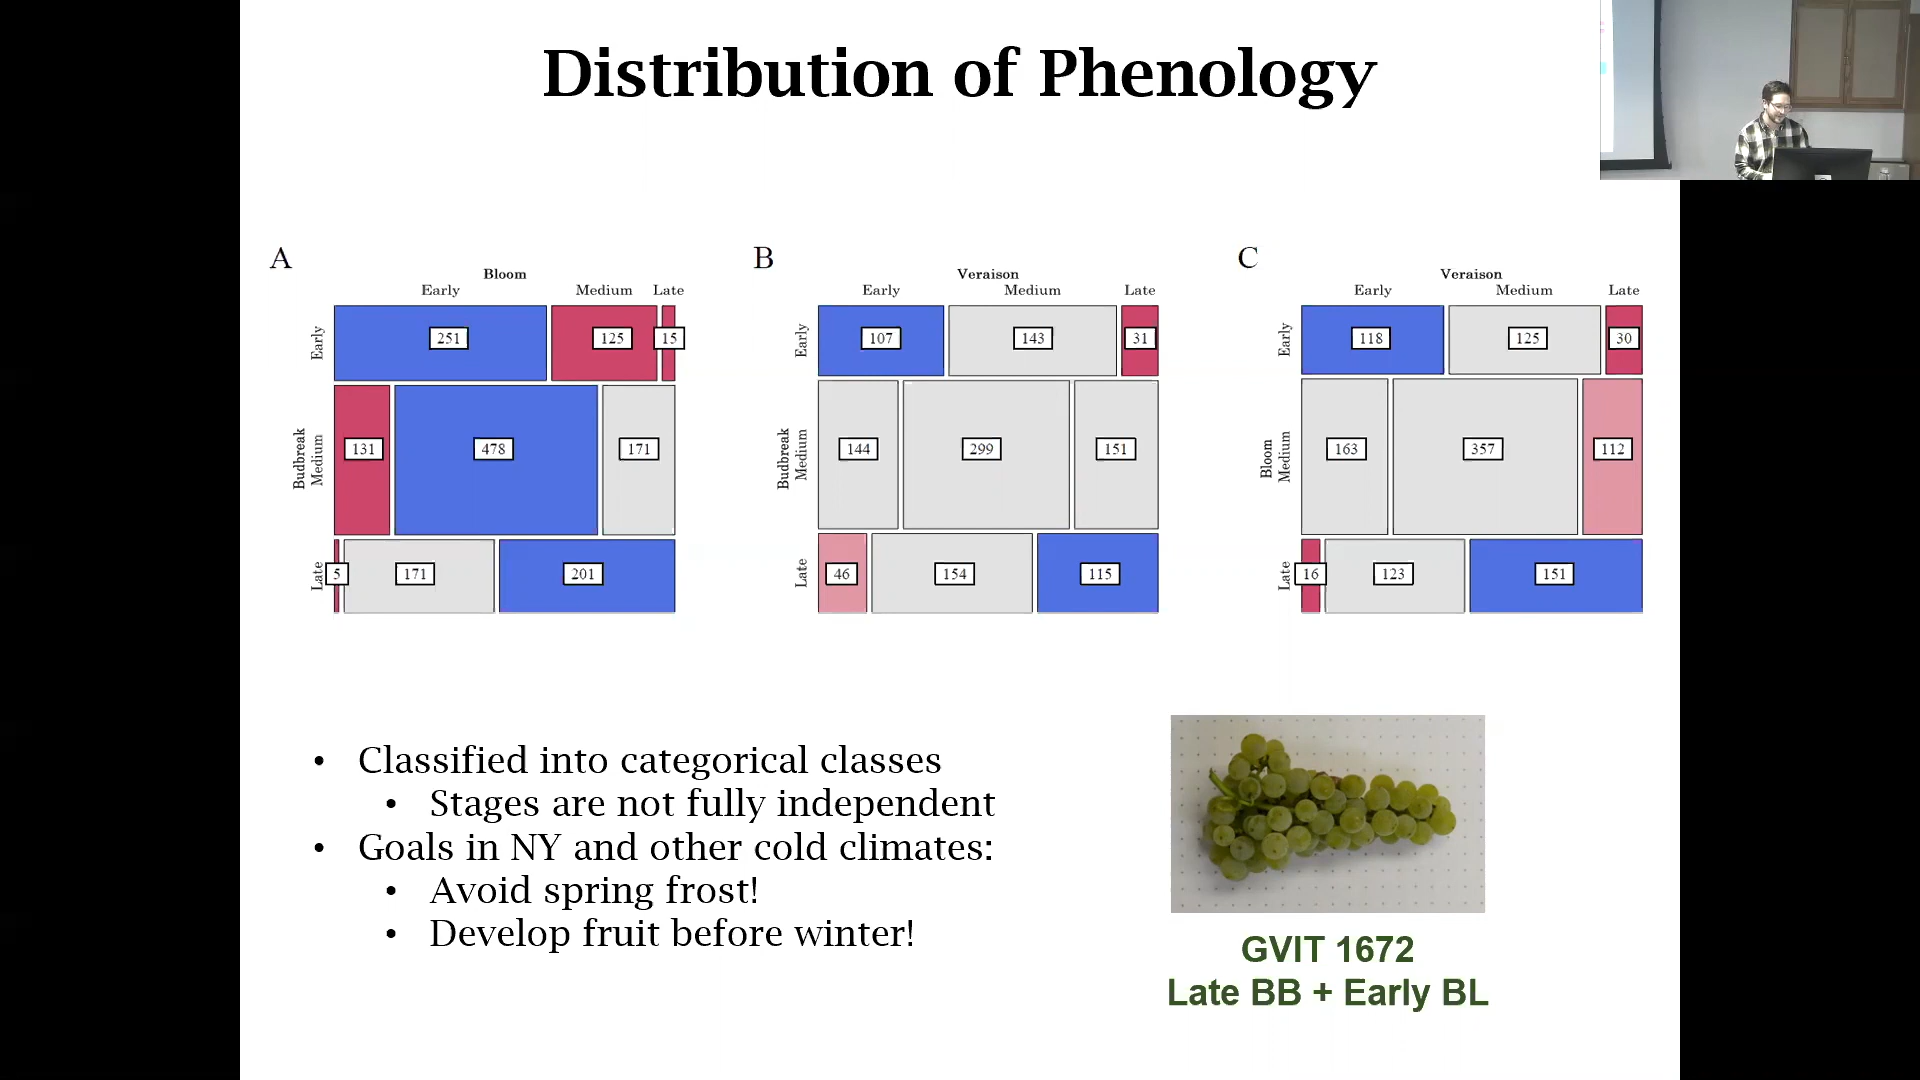 Distribution of Phenology
A
Bloom
Early Medium Late
Budbreak
Early
Medium
Late
251 125 15
131 478 171
5 171 201
B
Veraison
Early Medium Late
Budbreak
Early
Medium
Late
107 143 31
144 299 151
46 154 115
C
Veraison
Early Medium Late
Bloom
Early
Medium
Late
118 125 30
163 357 112
16 123 151
• Classified into categorical classes
• Stages are not fully independent
• Goals in NY and other cold climates:
• Avoid spring frost!
• Develop fruit before winter!
GVIT 1672
Late BB + Early BL